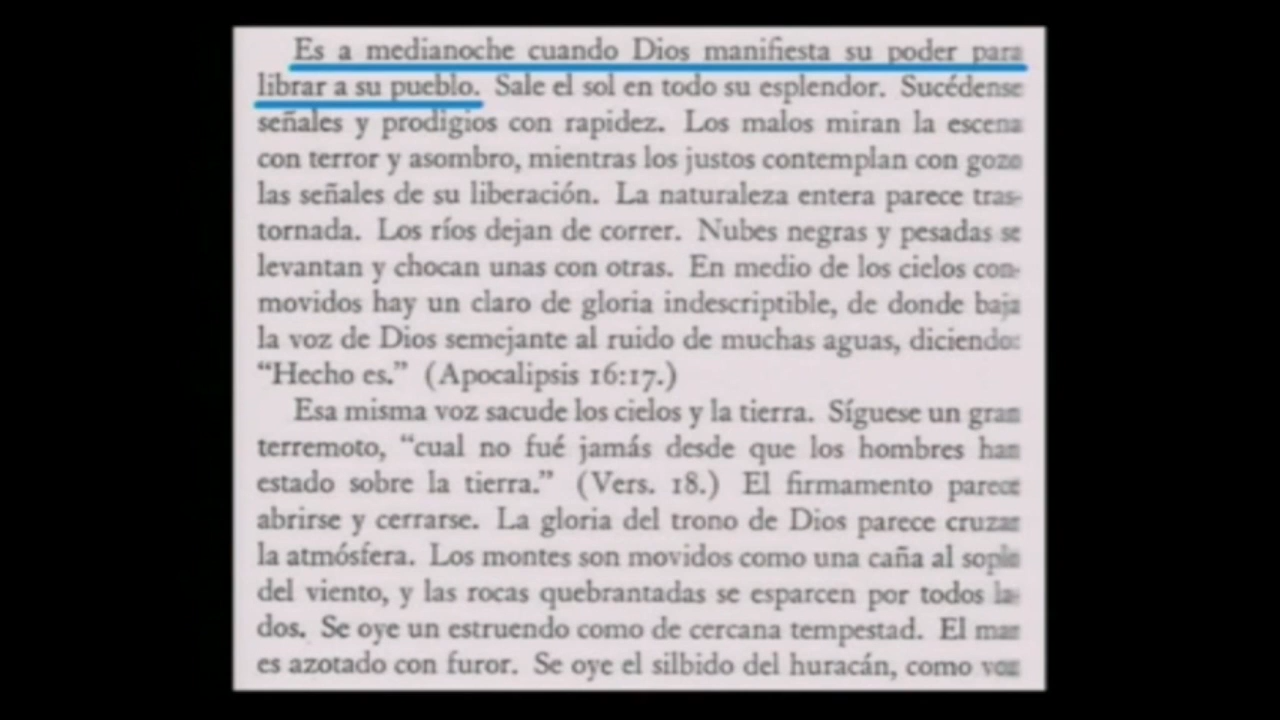 Es a medianoche cuando Dios manifiesta su poder para
librar a su pueblo. Sale el sol en todo su esplendor. Sucédense
señales y prodigios con rapidez. Los malos miran la escena
con terror y asombro, mientras los justos contemplan con gozo
las señales de su liberación. La naturaleza entera parece tras-
tornada. Los ríos dejan de correr. Nubes negras y pesadas se
levantan y chocan unas con otras. En medio de los cielos con-
movidos hay un claro de gloria indescriptible, de donde baja
la voz de Dios semejante al ruido de muchas aguas, diciendo:
“Hecho es.” (Apocalipsis 16:17.)
Esa misma voz sacude los cielos y la tierra. Síguese un gran
terremoto, “cual no fué jamás desde que los hombres han
estado sobre la tierra.” (Vers. 18.) El firmamento parece
abrirse y cerrarse. La gloria del trono de Dios parece cruzar
la atmósfera. Los montes son movidos como una caña al soplo
del viento, y las rocas quebrantadas se esparcen por todos la-
dos. Se oye un estruendo como de cercana tempestad. El mar
es azotado con furor. Se oye el silbido del huracán, como voz